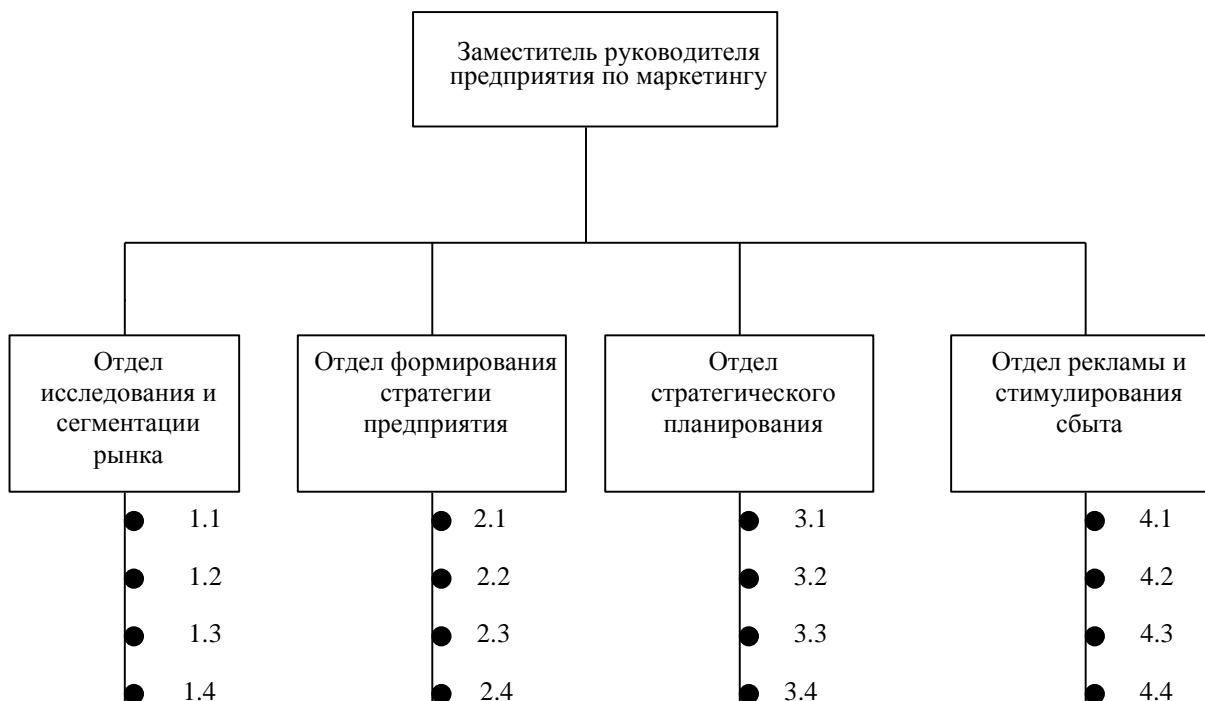 Заместитель руководителя
предприятия по маркетингу
Отдел
исследования и
сегментации
рынка
Отдел формирования
стратегии
предприятия
Отдел
стратегического
планирования
Отдел рекламы и
стимулирования
сбыта
1.1
2.1
3.1
4.1
1.2
2.2
3.2
4.2
1.3
2.3
3.3
4.3
1.4
2.4
3.4
4.4